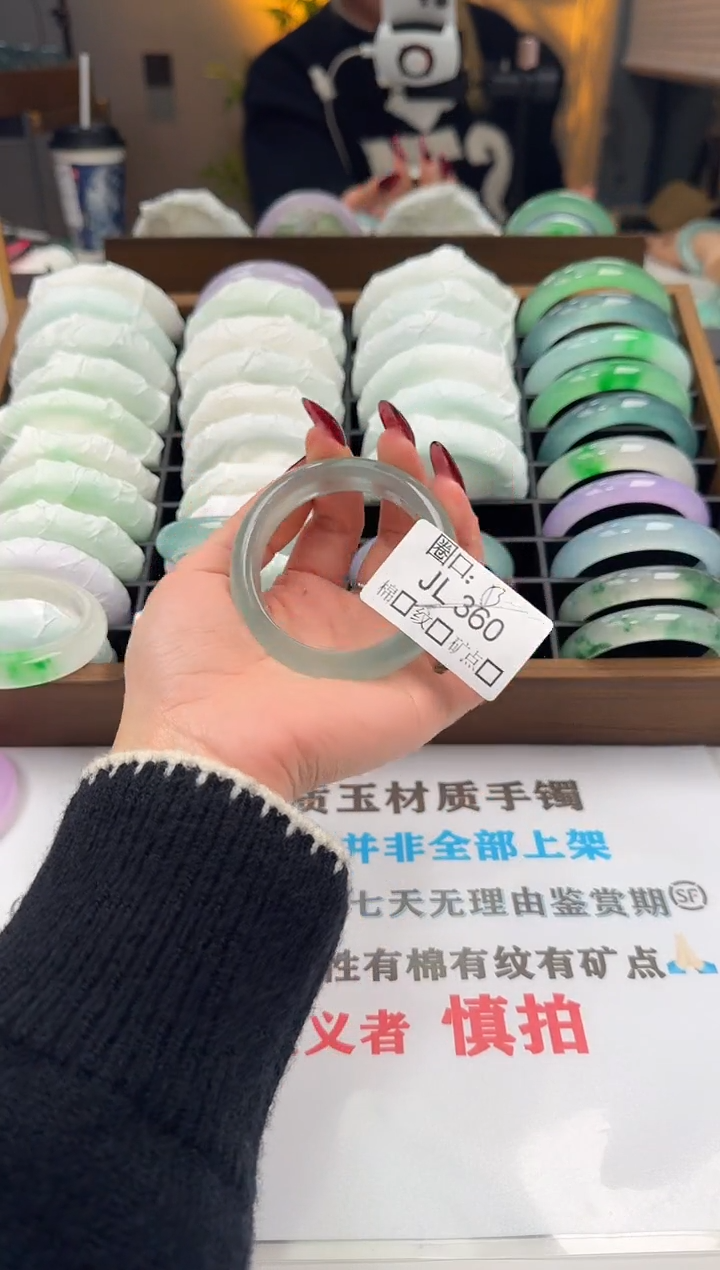 圈口:
JL 360
棉□纹□矿点□
质玉材质手镯
并非全部上架
七天无理由鉴赏期 SF
性有棉有纹有矿点🙏
义者 慎拍